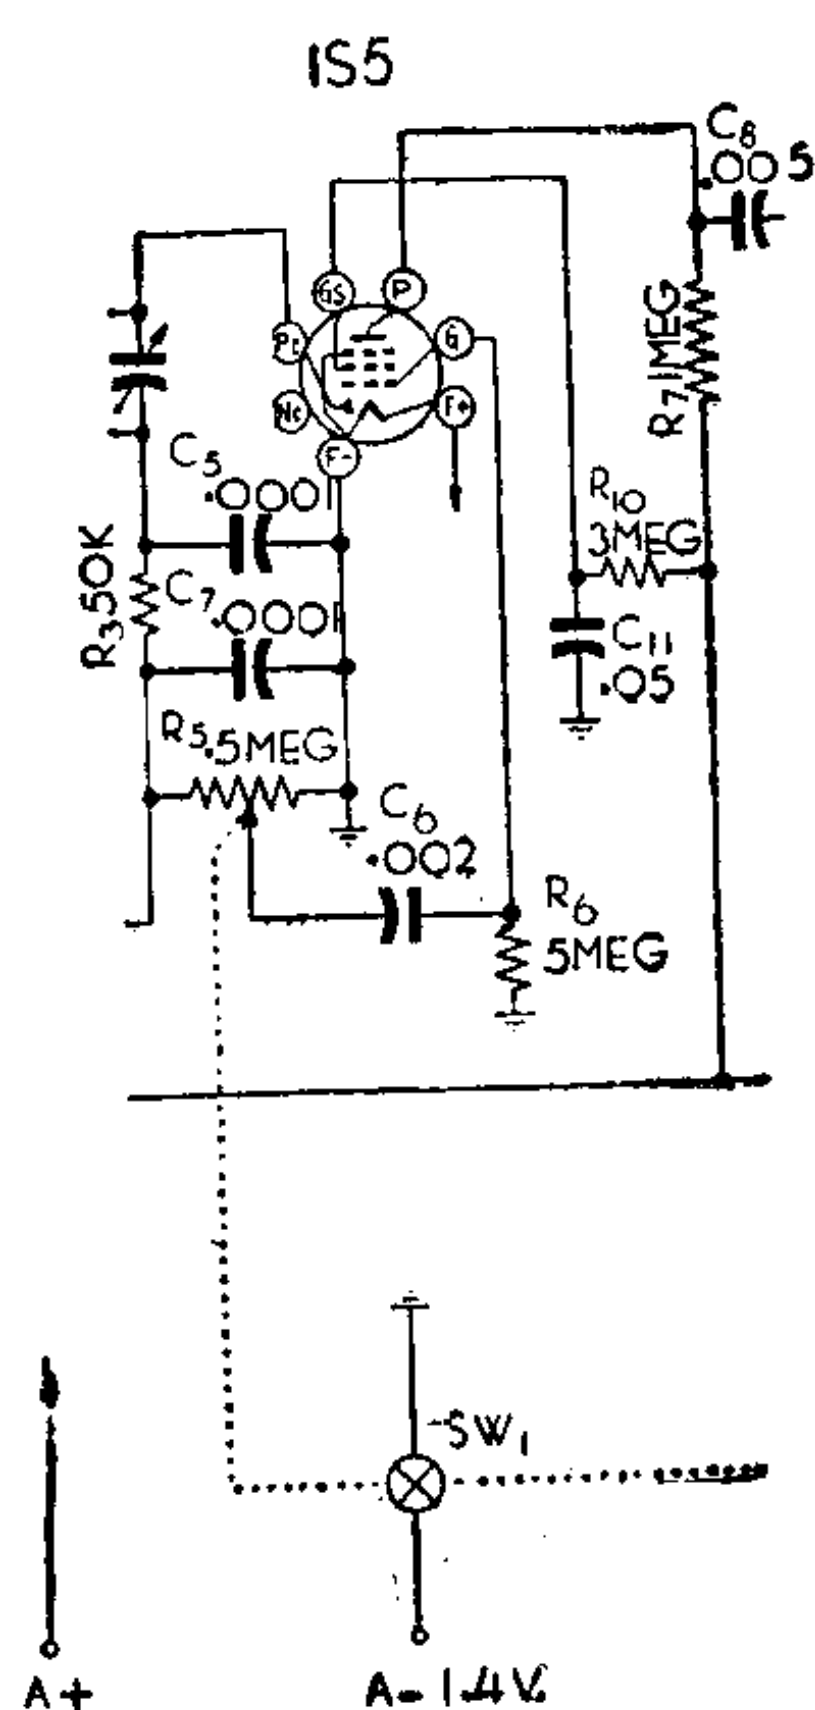 1S5
C8
.005
Gs
P
Pt
G
Nc
F+
F-
R7 1MEG
C5
.0001
R10
3MEG
R3 50K
C7
.0001
C11
.05
R5 .5MEG
C6
.002
R6
5MEG
SW1
A+
A- 1.4V.